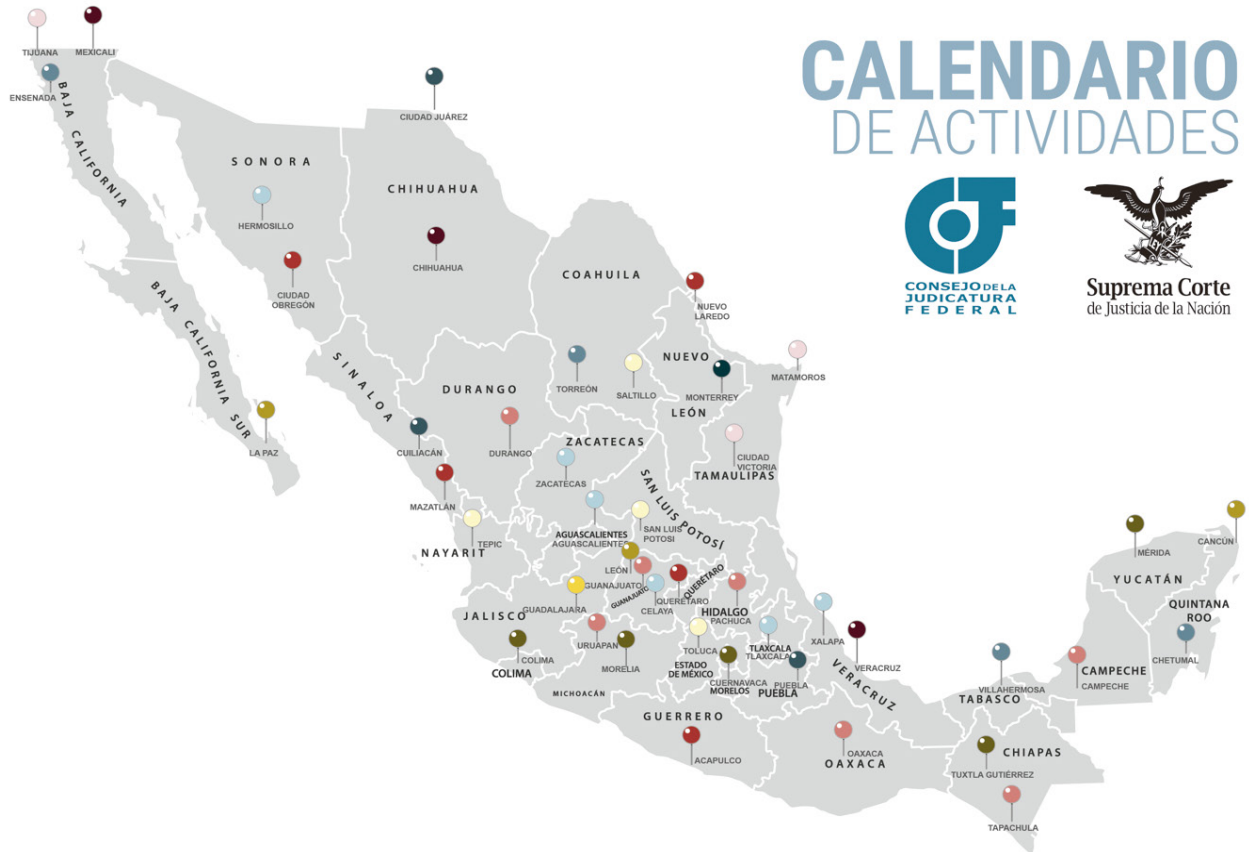 CALENDARIO
DE ACTIVIDADES
CONSEJO DE LA
JUDICATURA
FEDERAL
Suprema Corte
de Justicia de la Nación
TIJUANA
MEXICALI
ENSENADA
BAJA CALIFORNIA
CIUDAD JUÁREZ
SONORA
HERMOSILLO
CIUDAD
OBREGÓN
CHIHUAHUA
CHIHUAHUA
COAHUILA
NUEVO
LAREDO
BAJA CALIFORNIA SUR
LA PAZ
SINALOA
CUILIACÁN
MAZATLÁN
DURANGO
DURANGO
TORREÓN
SALTILLO
NUEVO
LEÓN
MONTERREY
MATAMOROS
CIUDAD
VICTORIA
TAMAULIPAS
ZACATECAS
ZACATECAS
SAN LUIS POTOSÍ
SAN LUIS
POTOSI
AGUASCALIENTES
AGUASCALIENTES
TEPIC
NAYARIT
LEÓN
GUANAJUATO
GUANAJUATO
CELAYA
QUERETARO
QUERÉTARO
GUADALAJARA
JALISCO
HIDALGO
PACHUCA
COLIMA
COLIMA
URUAPAN
MORELIA
MICHOACÁN
TOLUCA
ESTADO
DE MÉXICO
TLAXCALA
TLAXCALA
CUERNAVACA
MORELOS
PUEBLA
PUEBLA
XALAPA
VERACRUZ
VERACRUZ
GUERRERO
ACAPULCO
OAXACA
OAXACA
VILLAHERMOSA
TABASCO
CHIAPAS
TUXTLA GUTIÉRREZ
TAPACHULA
CAMPECHE
CAMPECHE
MÉRIDA
YUCATÁN
CANCÚN
QUINTANA
ROO
CHETUMAL